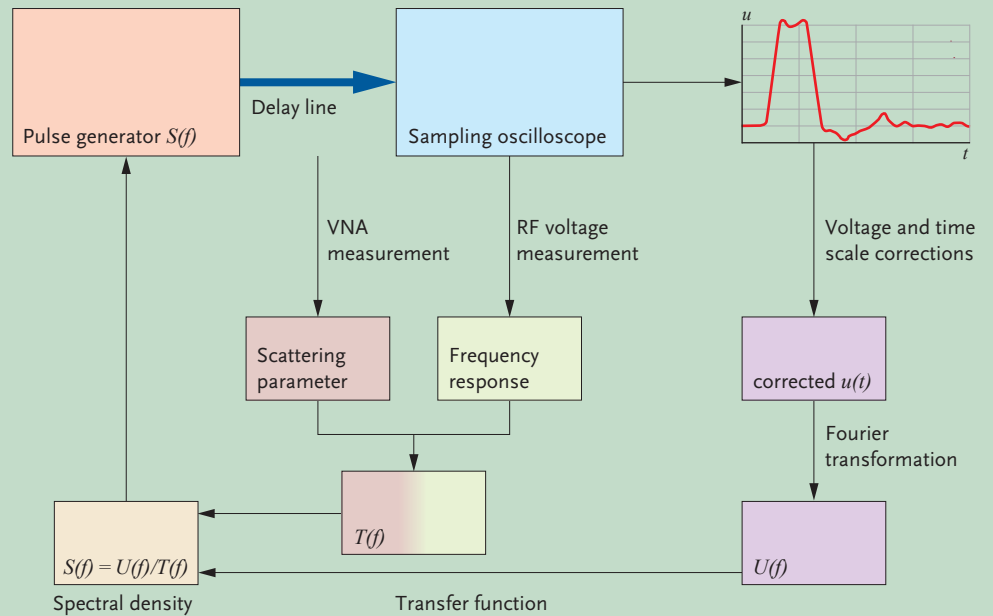 u
Delay line
Pulse generator S(f)
Sampling oscilloscope
t
VNA
measurement
RF voltage
measurement
Voltage and time
scale corrections
Scattering
parameter
Frequency
response
corrected u(t)
Fourier
transformation
T(f)
S(f) = U(f)/T(f)
U(f)
Spectral density
Transfer function